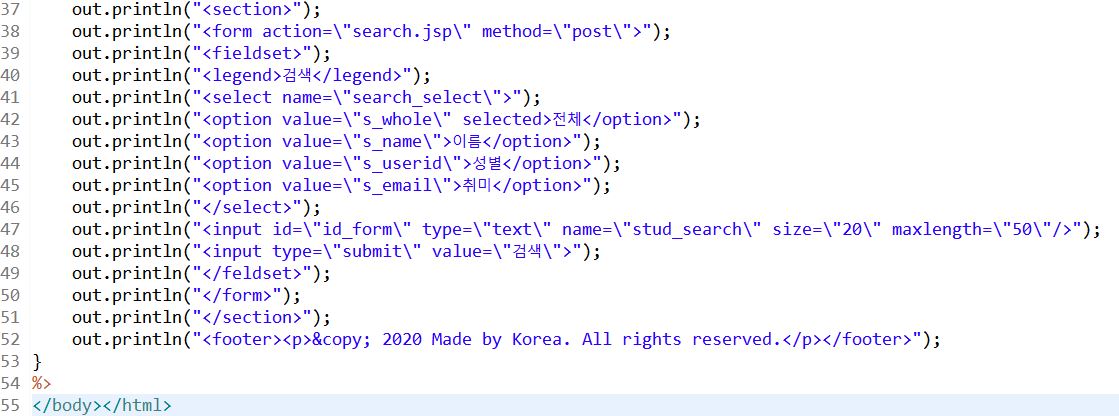 37 out.println("<section>");
38 out.println("<form action=\"search.jsp\" method=\"post\">");
39 out.println("<fieldset>");
40 out.println("<legend>검색</legend>");
41 out.println("<select name=\"search_select\">");
42 out.println("<option value=\"s_whole\" selected>전체</option>");
43 out.println("<option value=\"s_name\">이름</option>");
44 out.println("<option value=\"s_userid\">성별</option>");
45 out.println("<option value=\"s_email\">취미</option>");
46 out.println("</select>");
47 out.println("<input id=\"id_form\" type=\"text\" name=\"stud_search\" size=\"20\" maxlength=\"50\"/>");
48 out.println("<input type=\"submit\" value=\"검색\">");
49 out.println("</feldset>");
50 out.println("</form>");
51 out.println("</section>");
52 out.println("<footer><p>&copy; 2020 Made by Korea. All rights reserved.</p></footer>");
53 }
54 %>
55 </body></html>